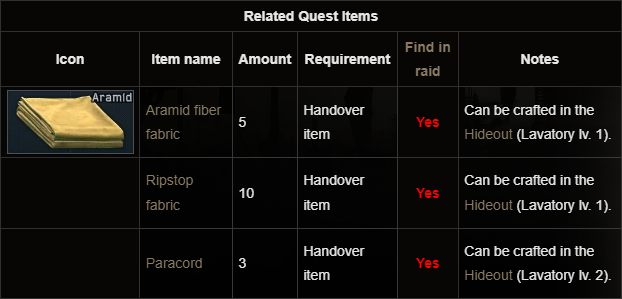 Related Quest Items
Icon
Item name
Amount
Requirement
Find in
raid
Notes
Aramid
Aramid fiber
fabric
5
Handover
item
Yes
Can be crafted in the
Hideout (Lavatory lv. 1).
Ripstop
fabric
10
Handover
item
Yes
Can be crafted in the
Hideout (Lavatory lv. 1).
Paracord
3
Handover
item
Yes
Can be crafted in the
Hideout (Lavatory lv. 2).